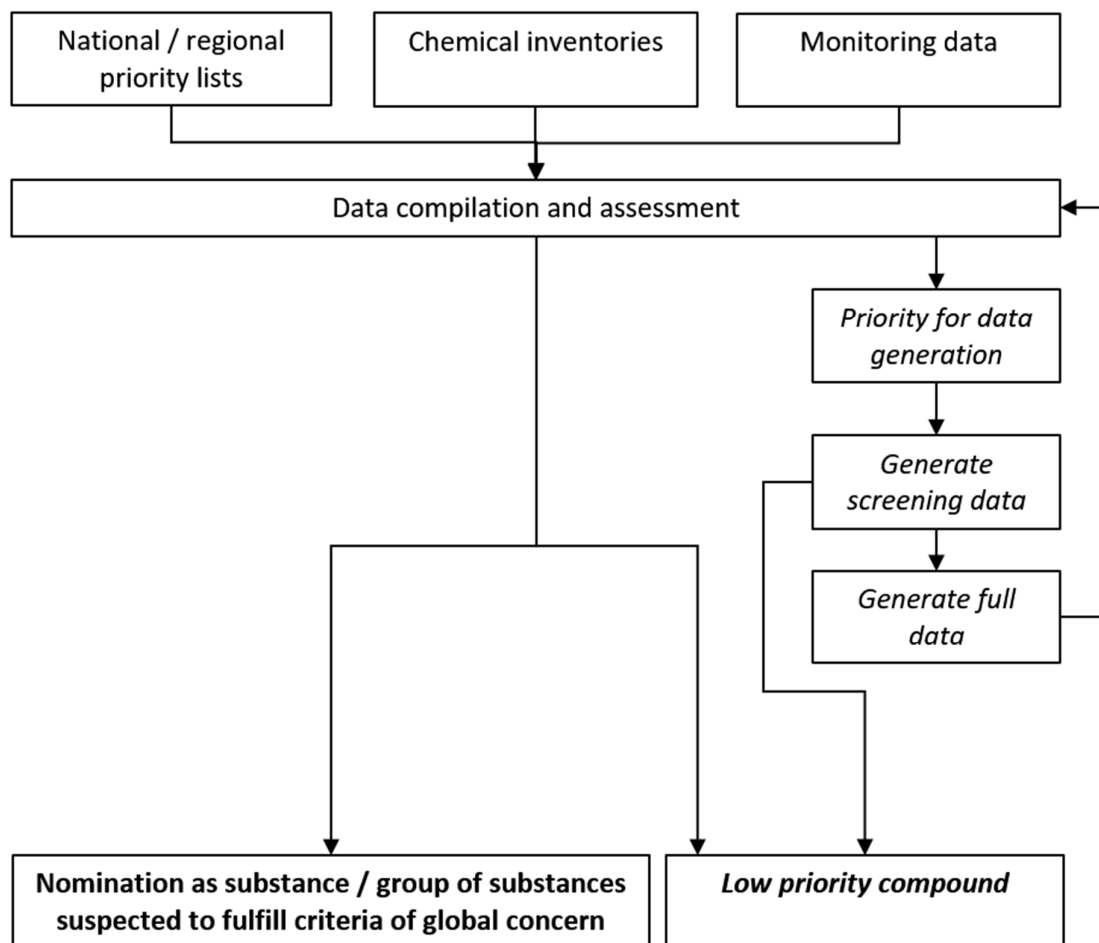 National / regional
priority lists
Chemical inventories
Monitoring data
Data compilation and assessment
Priority for data
generation
Generate
screening data
Generate full
data
Nomination as substance / group of substances
suspected to fulfill criteria of global concern
Low priority compound